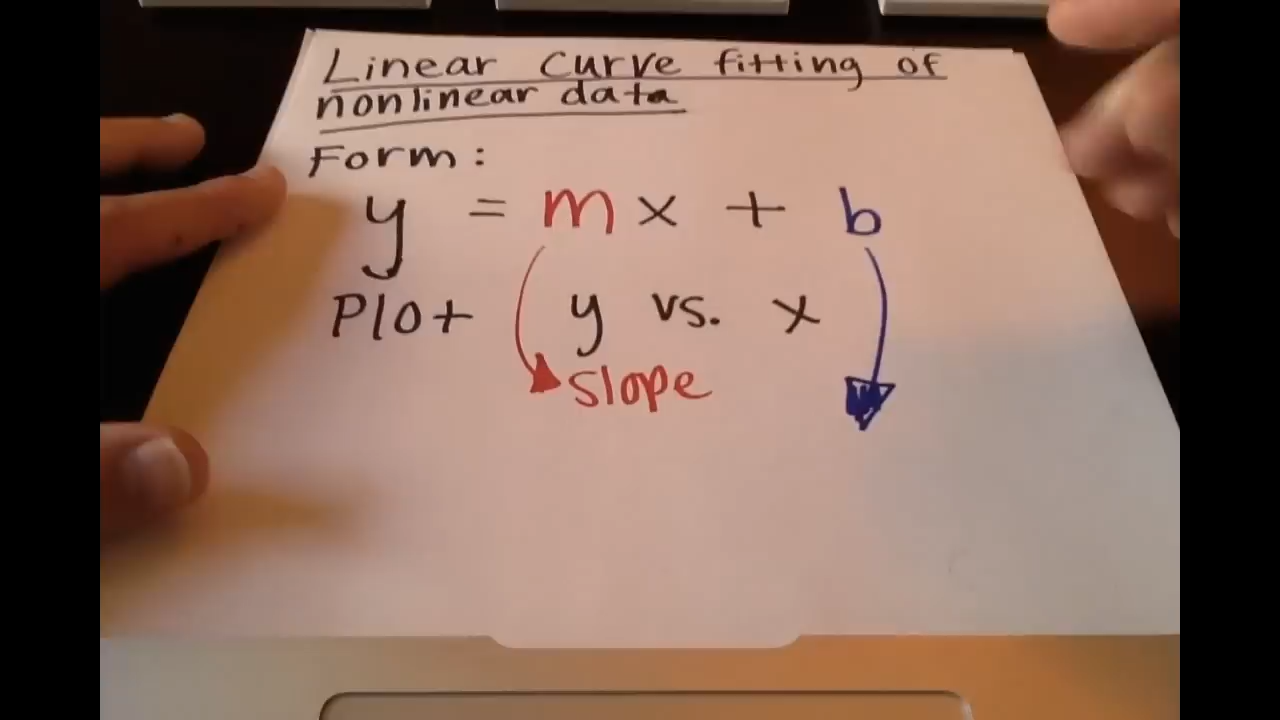 Linear curve fitting of
nonlinear data
Form:
y = mx + b
Plot y vs. x
slope